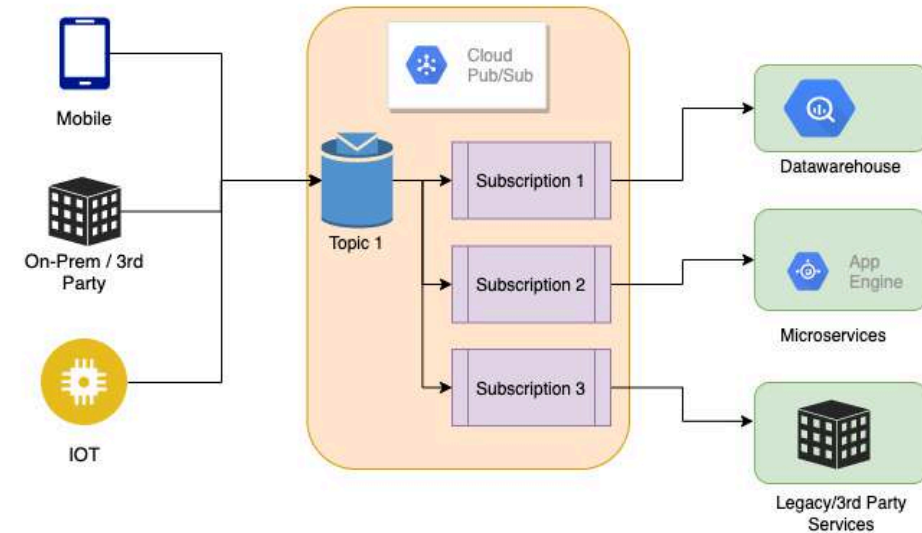 Cloud
Pub/Sub
Mobile
Datawarehouse
Subscription 1
Topic 1
On-Prem / 3rd
Party
Subscription 2
App
Engine
Microservices
Subscription 3
IOT
Legacy/3rd Party
Services